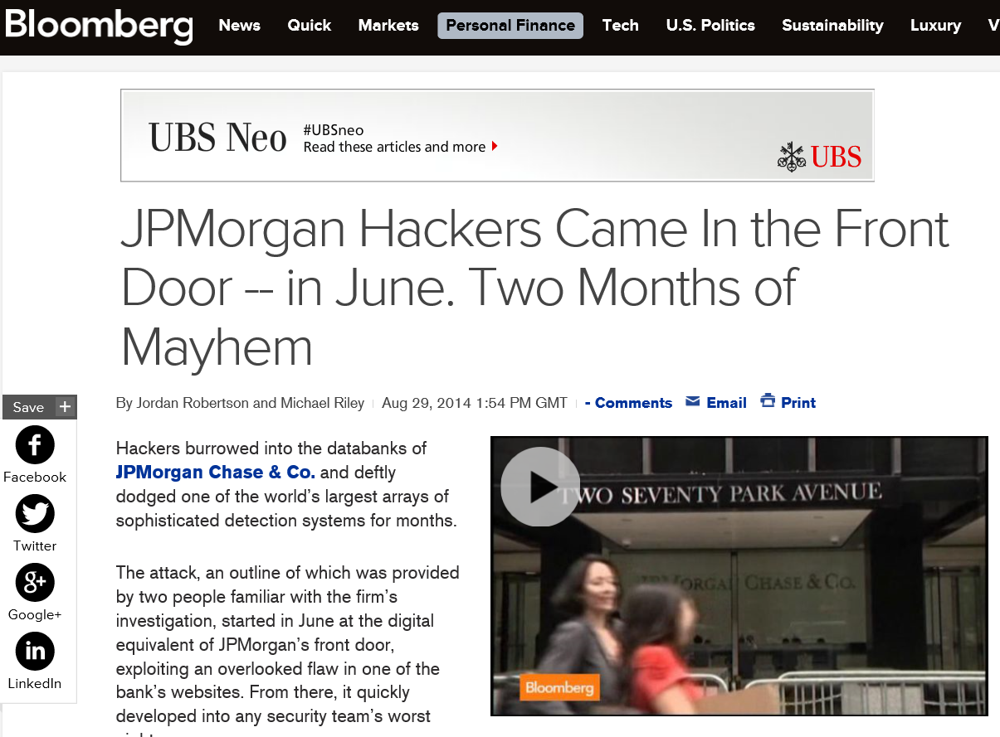 Bloomberg
News Quick Markets Personal Finance Tech U.S. Politics Sustainability Luxury V
UBS Neo
#UBSneo
Read these articles and more
UBS
JPMorgan Hackers Came In the Front
Door -- in June. Two Months of
Mayhem
By Jordan Robertson and Michael Riley Aug 29, 2014 1:54 PM GMT - Comments Email Print
Save +
Facebook
Twitter
Google+
LinkedIn
Hackers burrowed into the databanks of
JPMorgan Chase & Co. and deftly
dodged one of the world's largest arrays of
sophisticated detection systems for months.
The attack, an outline of which was provided
by two people familiar with the firm's
investigation, started in June at the digital
equivalent of JPMorgan's front door,
exploiting an overlooked flaw in one of the
bank's websites. From there, it quickly
developed into any security team's worst
TWO SEVENTY PARK AVENUE
JPMORGAN CHASE & CO.
Bloomberg